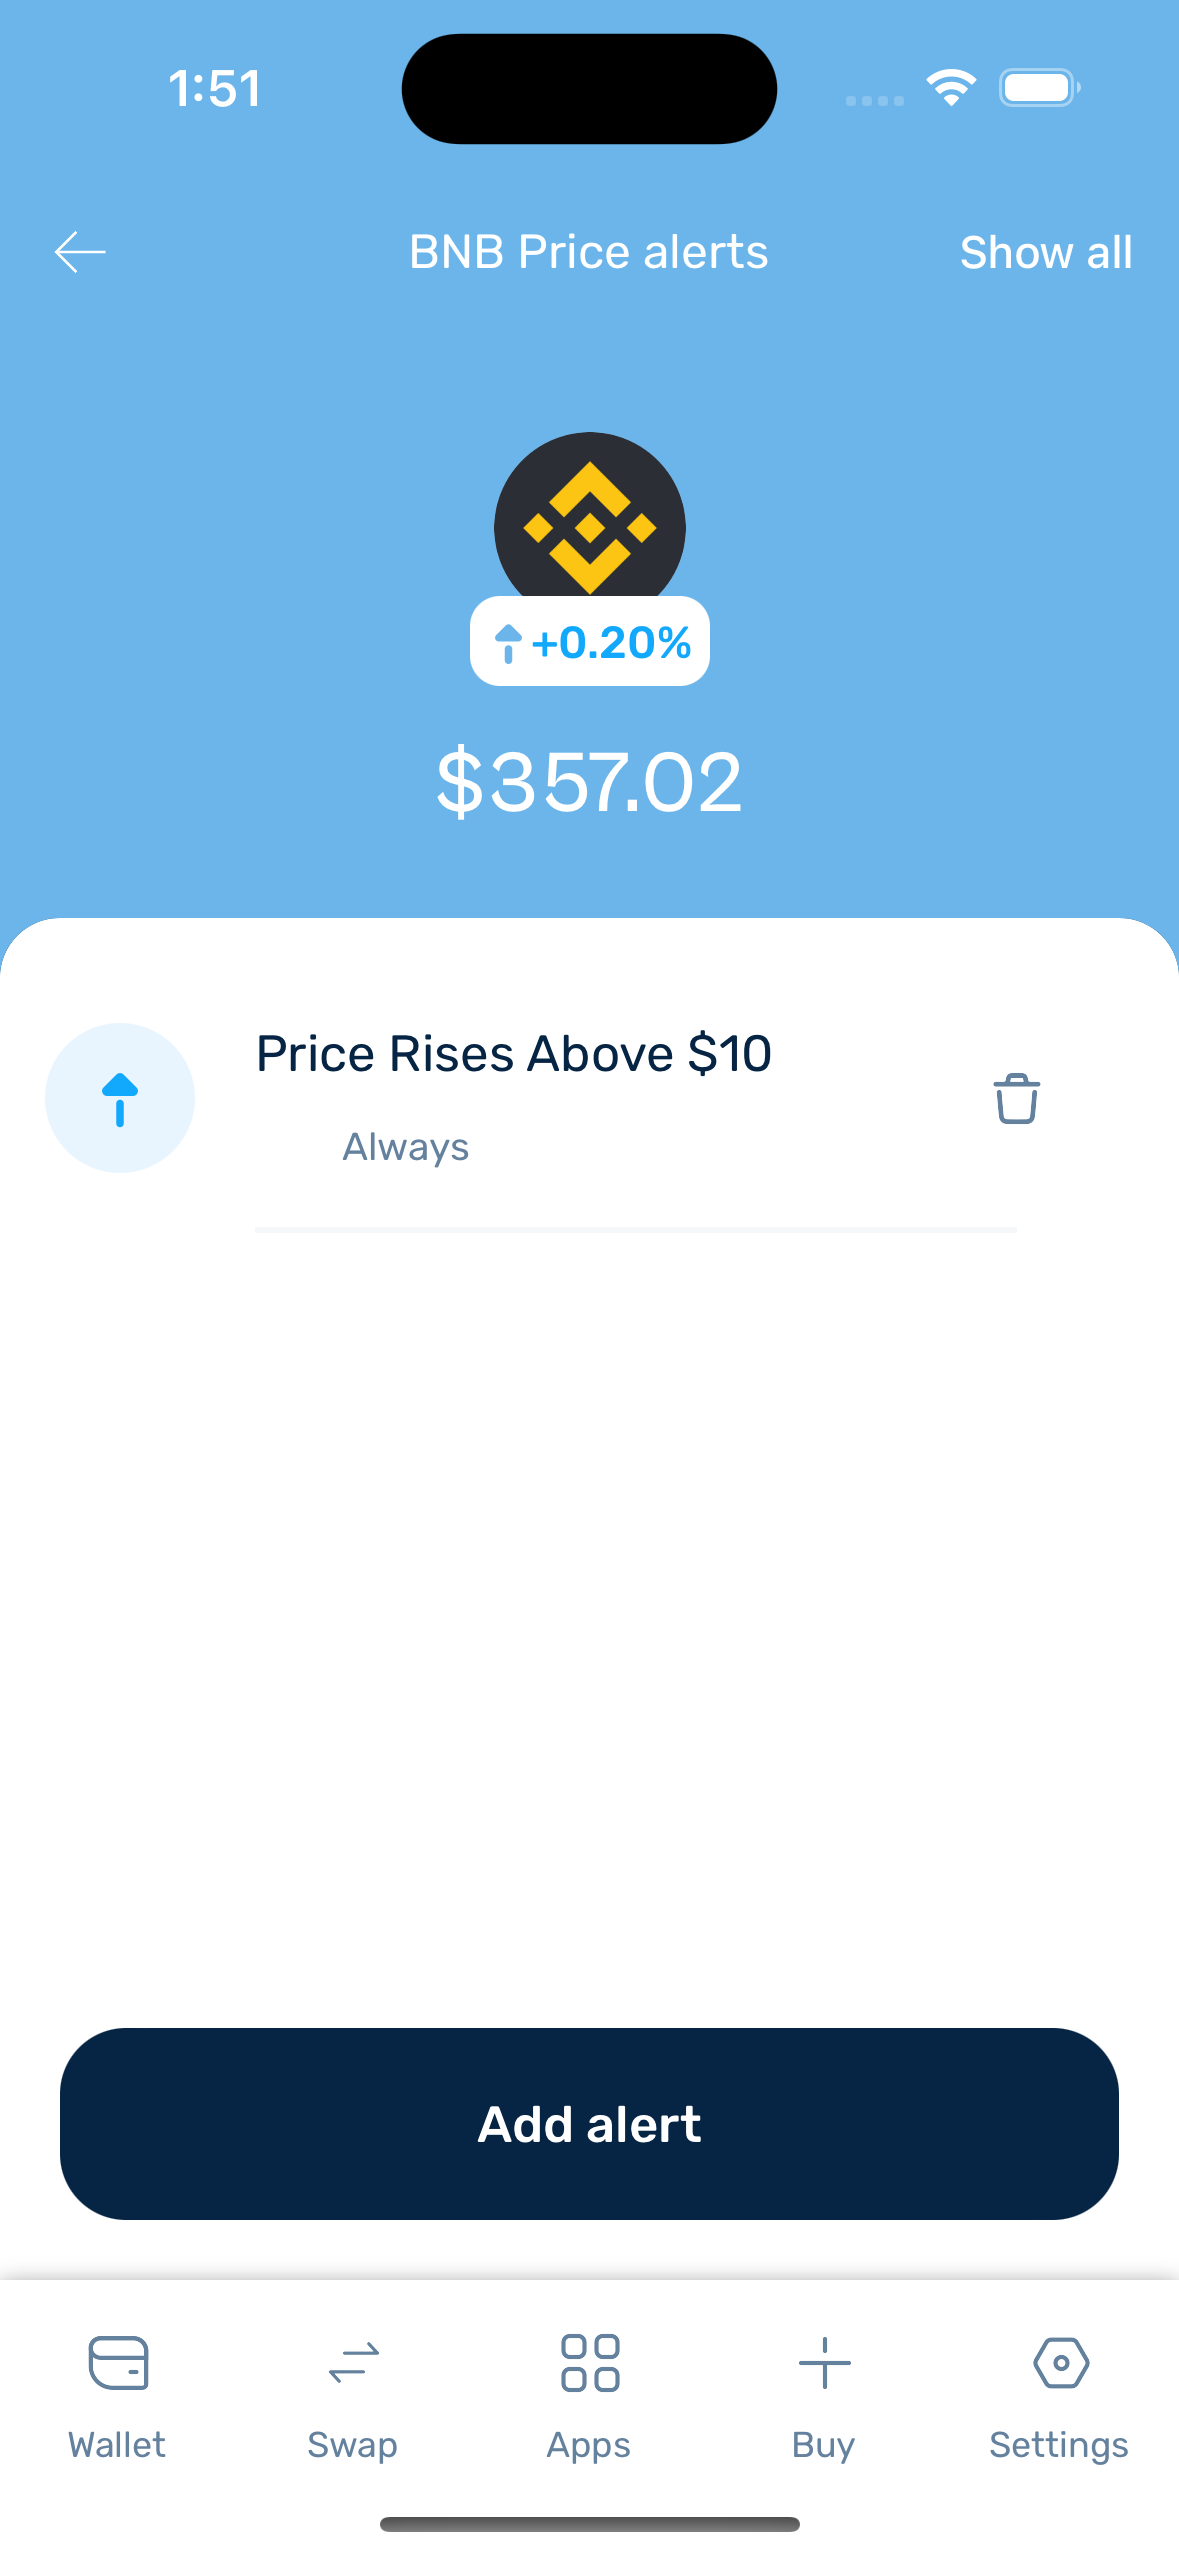 1:51
BNB Price alerts
Show all
+0.20%
$357.02
Price Rises Above $10
Always
Add alert
Wallet
Swap
Apps
Buy
Settings